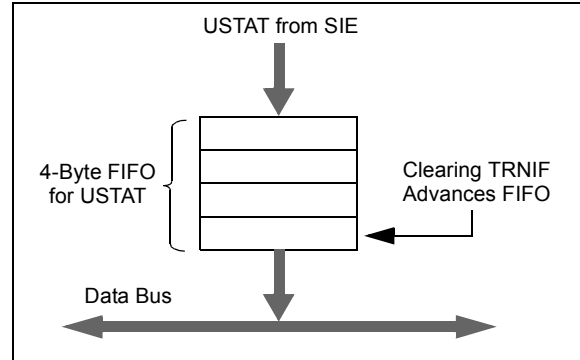 USTAT from SIE
4-Byte FIFO
for USTAT
Clearing TRNIF
Advances FIFO
Data Bus